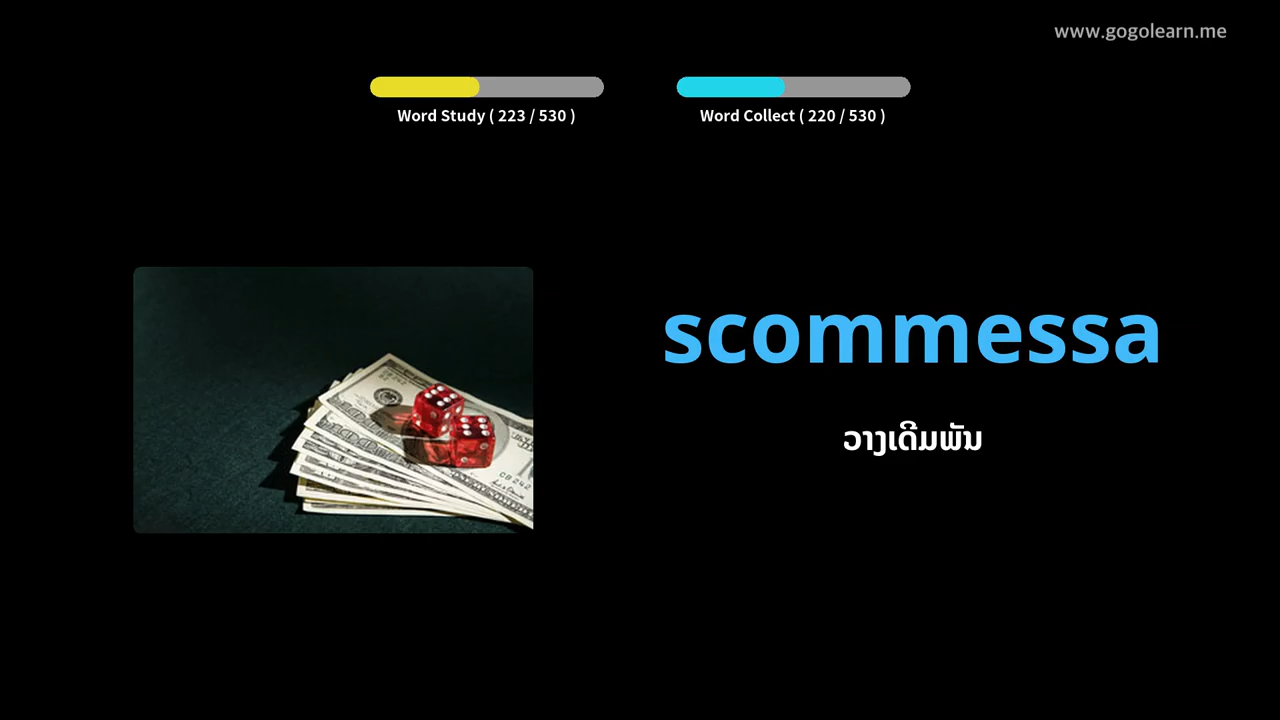 www.gogolearn.me
Word Study ( 223 / 530 )
Word Collect ( 220 / 530 )
scommessa
ວາງເດີມພັນ